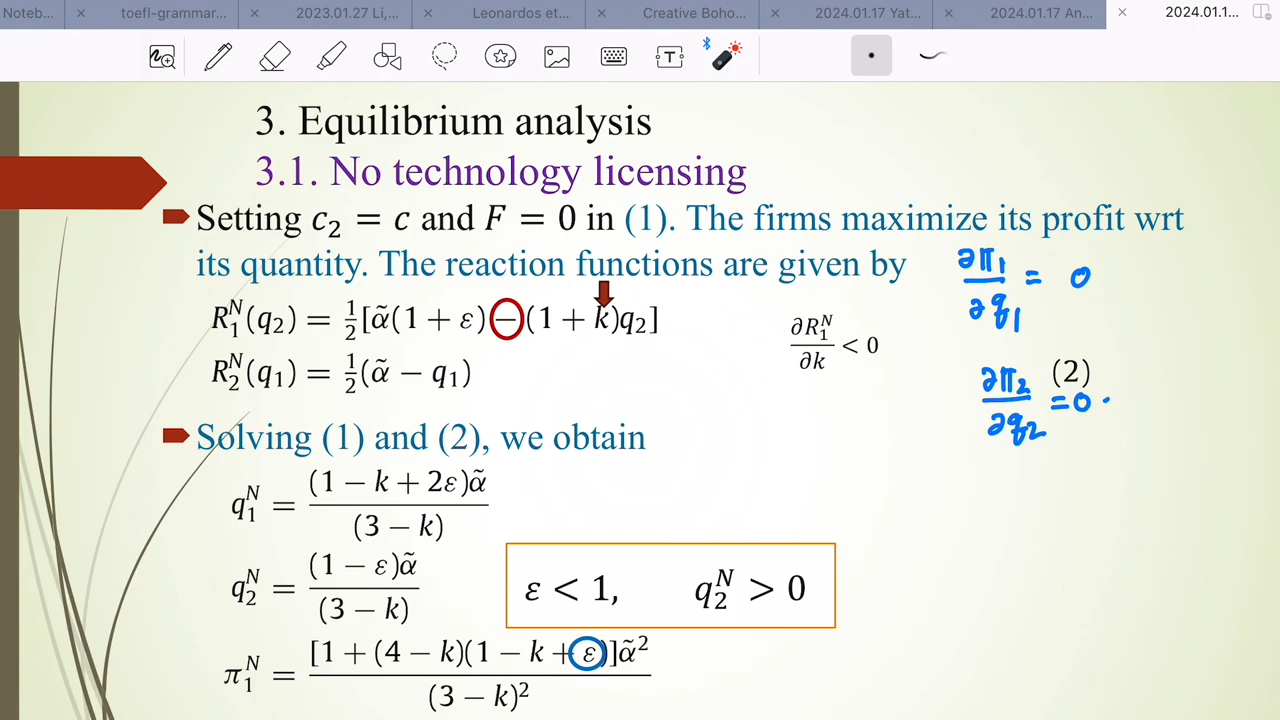 Noteb... toefl-grammar... 2023.01.27 Li,... Leonardos et... Creative Boho... 2024.01.17 Yat... 2024.01.17 An... 2024.01.1...
3. Equilibrium analysis
3.1. No technology licensing
Setting c₂ = c and F = 0 in (1). The firms maximize its profit wrt
its quantity. The reaction functions are given by
∂π₁/∂q₁ = 0
R₁ᴺ(q₂) = ½[α̃(1 + ε) − (1 + k)q₂]
∂R₁ᴺ/∂k < 0
R₂ᴺ(q₁) = ½(α̃ − q₁)
(2)
∂π₂/∂q₂ = 0.
Solving (1) and (2), we obtain
q₁ᴺ = (1 − k + 2ε)α̃/(3 − k)
q₂ᴺ = (1 − ε)α̃/(3 − k)
ε < 1, q₂ᴺ > 0
π₁ᴺ = [1 + (4 − k)(1 − k + ε)]α̃²/(3 − k)²